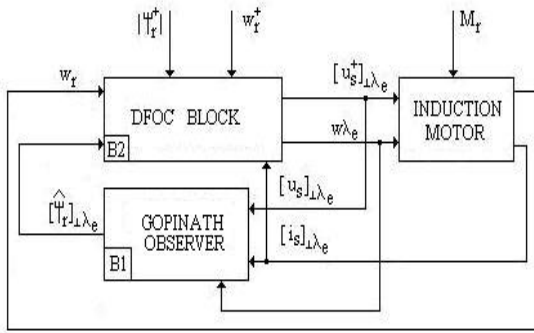 |Ψr⁺|
wr⁺
Mr
wr
[us⁺]⊥λe
DFOC BLOCK
INDUCTION
MOTOR
wλe
B2
[us]⊥λe
[Ψ̂r]⊥λe
GOPINATH
OBSERVER
[is]⊥λe
B1